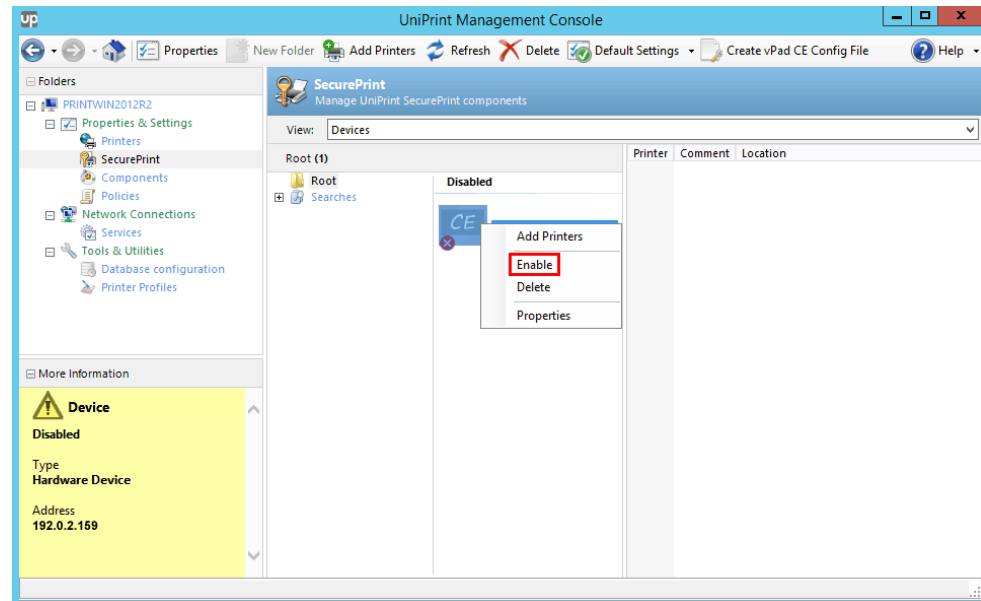 up
UniPrint Management Console
Properties New Folder Add Printers Refresh Delete Default Settings Create vPad CE Config File Help
Folders
PRINTWIN2012R2
Properties & Settings
Printers
SecurePrint
Components
Policies
Network Connections
Services
Tools & Utilities
Database configuration
Printer Profiles
More Information
Device
Disabled
Type
Hardware Device
Address
192.0.2.159
SecurePrint
Manage UniPrint SecurePrint components
View: Devices
Root (1)
Root
Searches
Disabled
CE
Add Printers
Enable
Delete
Properties
Printer Comment Location